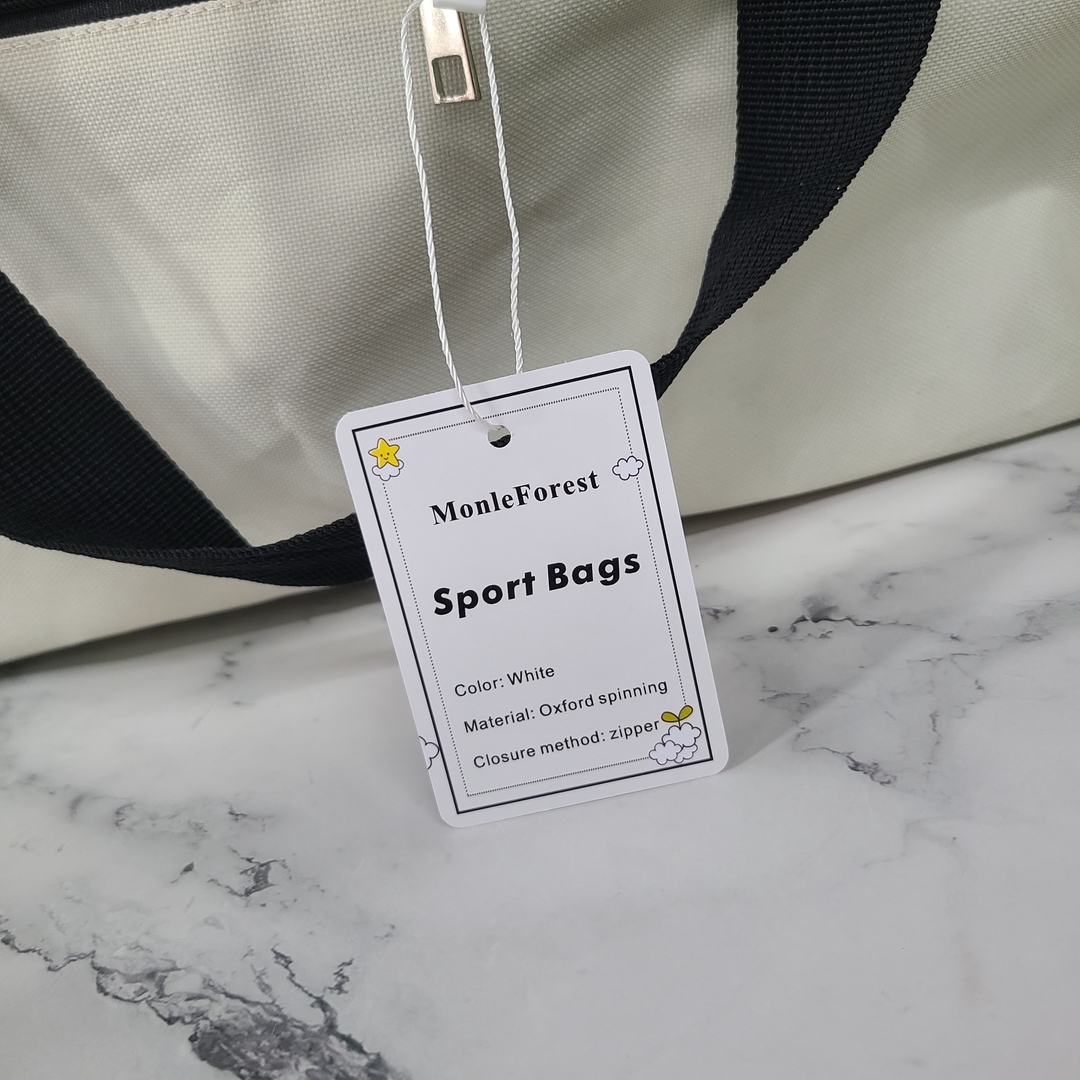 MonleForest
Sport Bags
Color: White
Material: Oxford spinning
Closure method: zipper